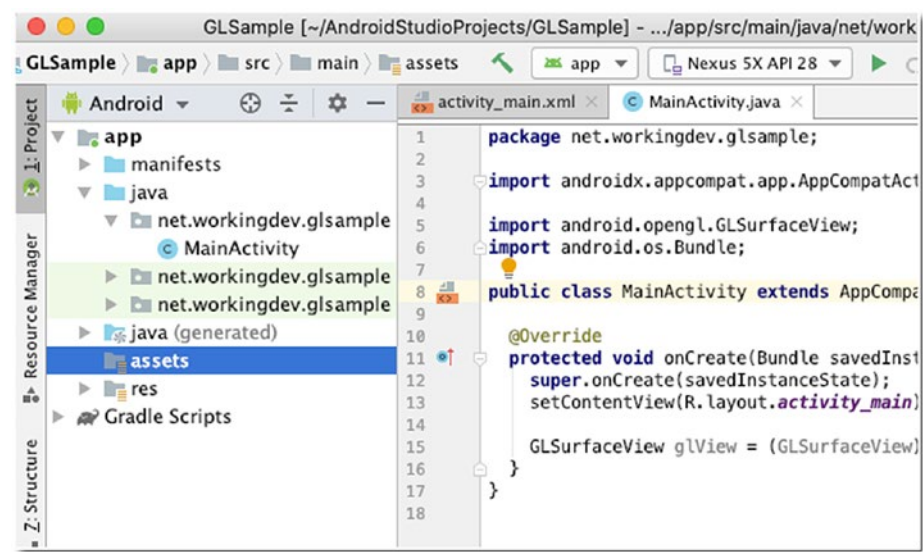 GLSample [~/AndroidStudioProjects/GLSample] - .../app/src/main/java/net/work
GLSample app src main assets app Nexus 5X API 28
1: Project
Resource Manager
Z: Structure
Android
app
manifests
java
net.workingdev.glsample
MainActivity
net.workingdev.glsample
net.workingdev.glsample
java (generated)
assets
res
Gradle Scripts
activity_main.xml MainActivity.java
1 package net.workingdev.glsample;
2
3 import androidx.appcompat.app.AppCompatAct
4
5 import android.opengl.GLSurfaceView;
6 import android.os.Bundle;
7
8 public class MainActivity extends AppCompa
9
10 @Override
11 protected void onCreate(Bundle savedInst
12 super.onCreate(savedInstanceState);
13 setContentView(R.layout.activity_main)
14
15 GLSurfaceView glView = (GLSurfaceView)
16 }
17 }
18